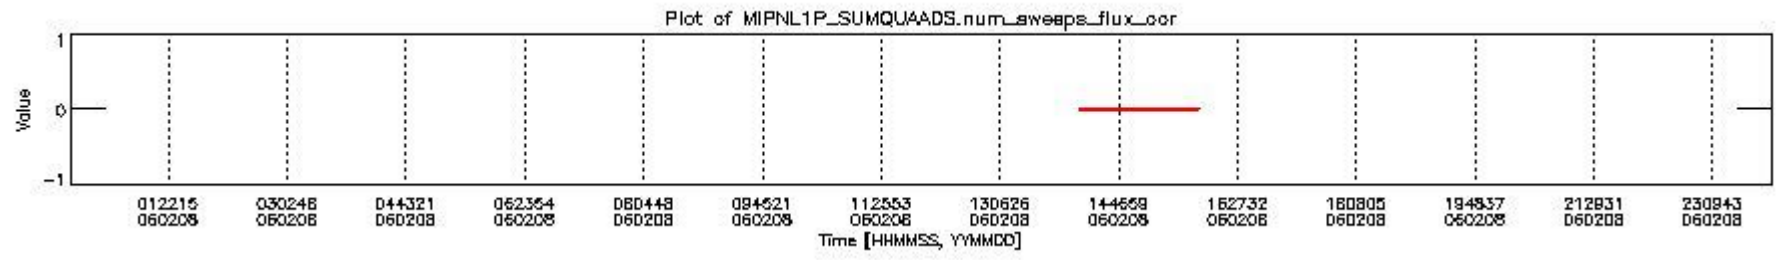 Plot of MIPNL1P_SUMQUAADS.num_sweeps_flux_cor
1
0
-1
Value
012215 030248 044321 062354 080448 094521 112553 130626 144659 162732 180805 194837 212931 230943
060208 060208 060208 060208 060208 060208 060208 060208 060208 060208 060208 060208 060208 060208
Time [HHMMSS, YYMMDD]